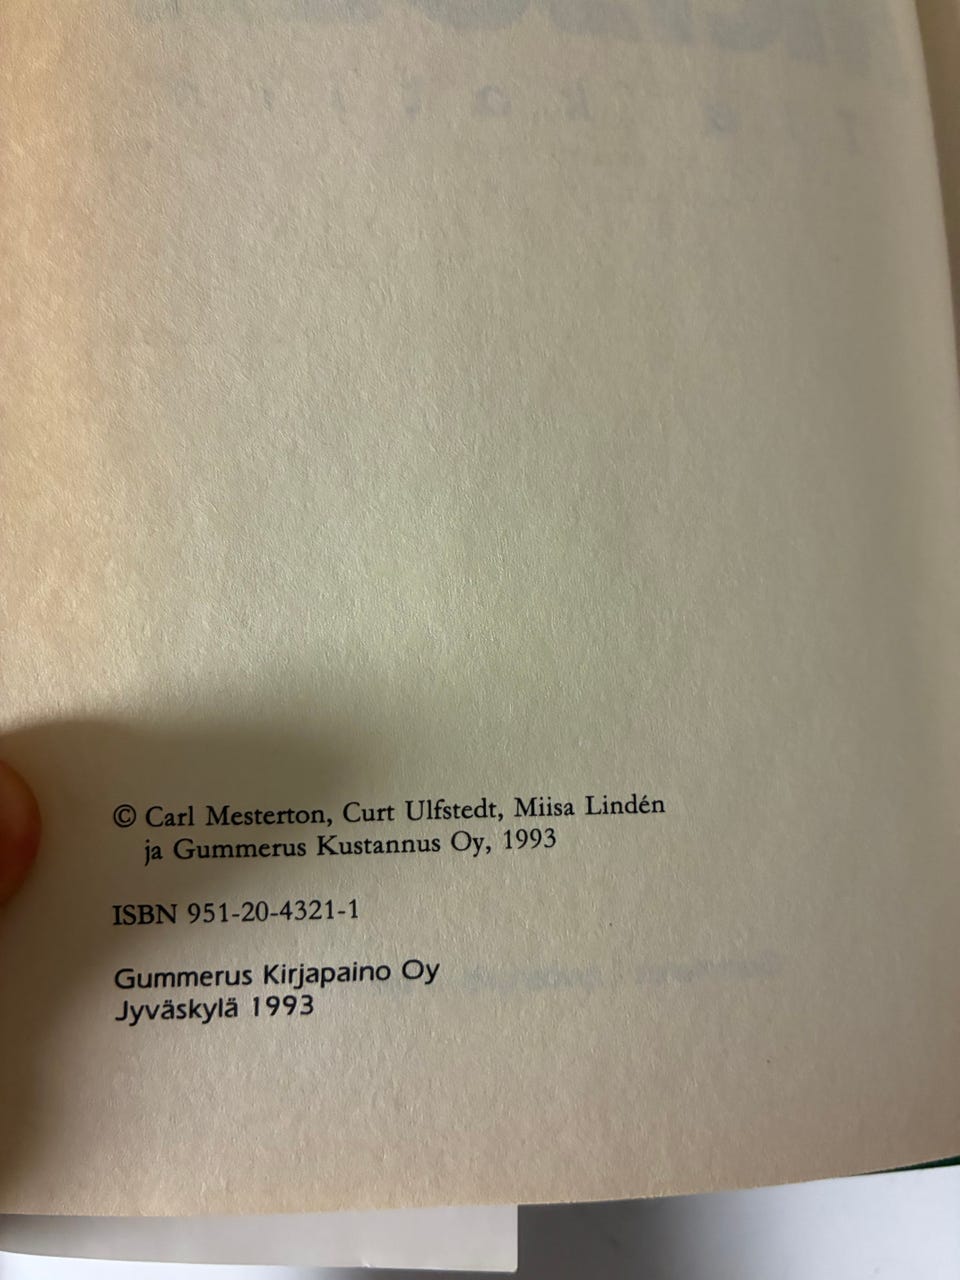 © Carl Mesterton, Curt Ulfstedt, Miisa Lindén
ja Gummerus Kustannus Oy, 1993
ISBN 951-20-4321-1
Gummerus Kirjapaino Oy
Jyväskylä 1993